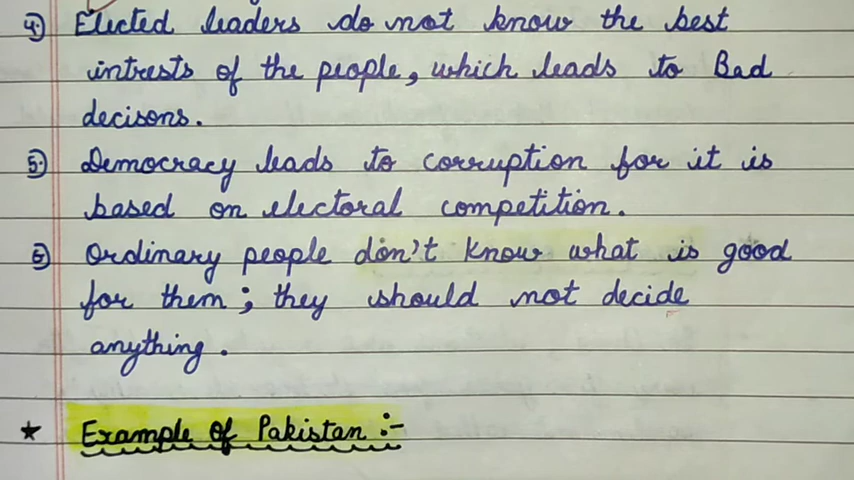 4) Elected leaders do not know the best
intrests of the people, which leads to Bad
decisons.
5) Democracy leads to corruption for it is
based on electoral competition.
6) Ordinary people don't know what is good
for them; they should not decide
anything.
★ Example of Pakistan :-